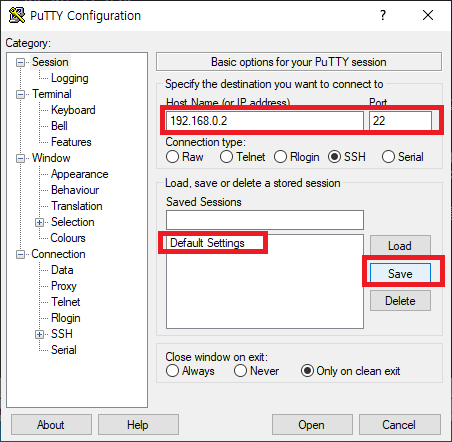 PuTTY Configuration
?
Category:
Session
Logging
Terminal
Keyboard
Bell
Features
Window
Appearance
Behaviour
Translation
Selection
Colours
Connection
Data
Proxy
Telnet
Rlogin
SSH
Serial
Basic options for your PuTTY session
Specify the destination you want to connect to
Host Name (or IP address) Port
192.168.0.2 22
Connection type:
Raw Telnet Rlogin SSH Serial
Load, save or delete a stored session
Saved Sessions
Default Settings
Load
Save
Delete
Close window on exit:
Always Never Only on clean exit
About Help Open Cancel